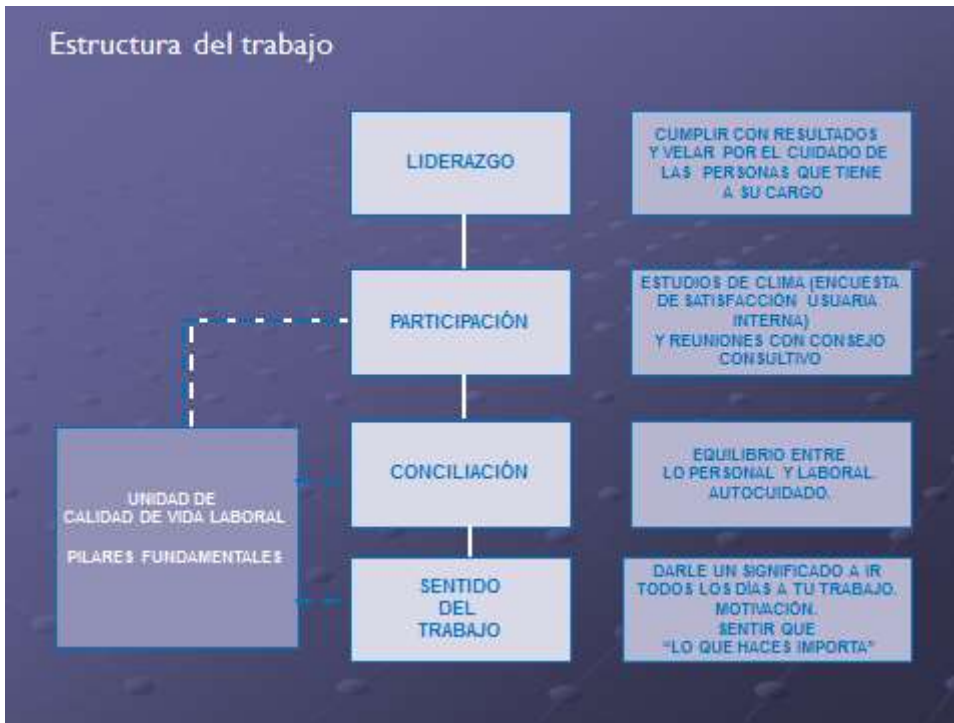 Estructura del trabajo
LIDERAZGO
CUMPLIR CON RESULTADOS
Y VELAR POR EL CUIDADO DE
LAS PERSONAS QUE TIENE
A SU CARGO
PARTICIPACIÓN
ESTUDIOS DE CLIMA (ENCUESTA
DE SATISFACCIÓN USUARIA
INTERNA)
Y REUNIONES CON CONSEJO
CONSULTIVO
UNIDAD DE
CALIDAD DE VIDA LABORAL
PILARES FUNDAMENTALES
CONCILIACIÓN
EQUILIBRIO ENTRE
LO PERSONAL Y LABORAL.
AUTOCUIDADO.
SENTIDO
DEL
TRABAJO
DARLE UN SIGNIFICADO A IR
TODOS LOS DÍAS A TU TRABAJO.
MOTIVACIÓN.
SENTIR QUE
“LO QUE HACES IMPORTA”